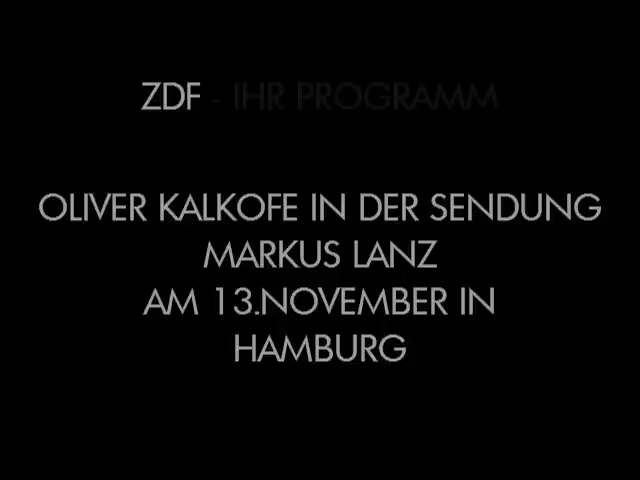 ZDF - IHR PROGRAMM
OLIVER KALKOFE IN DER SENDUNG
MARKUS LANZ
AM 13.NOVEMBER IN
HAMBURG